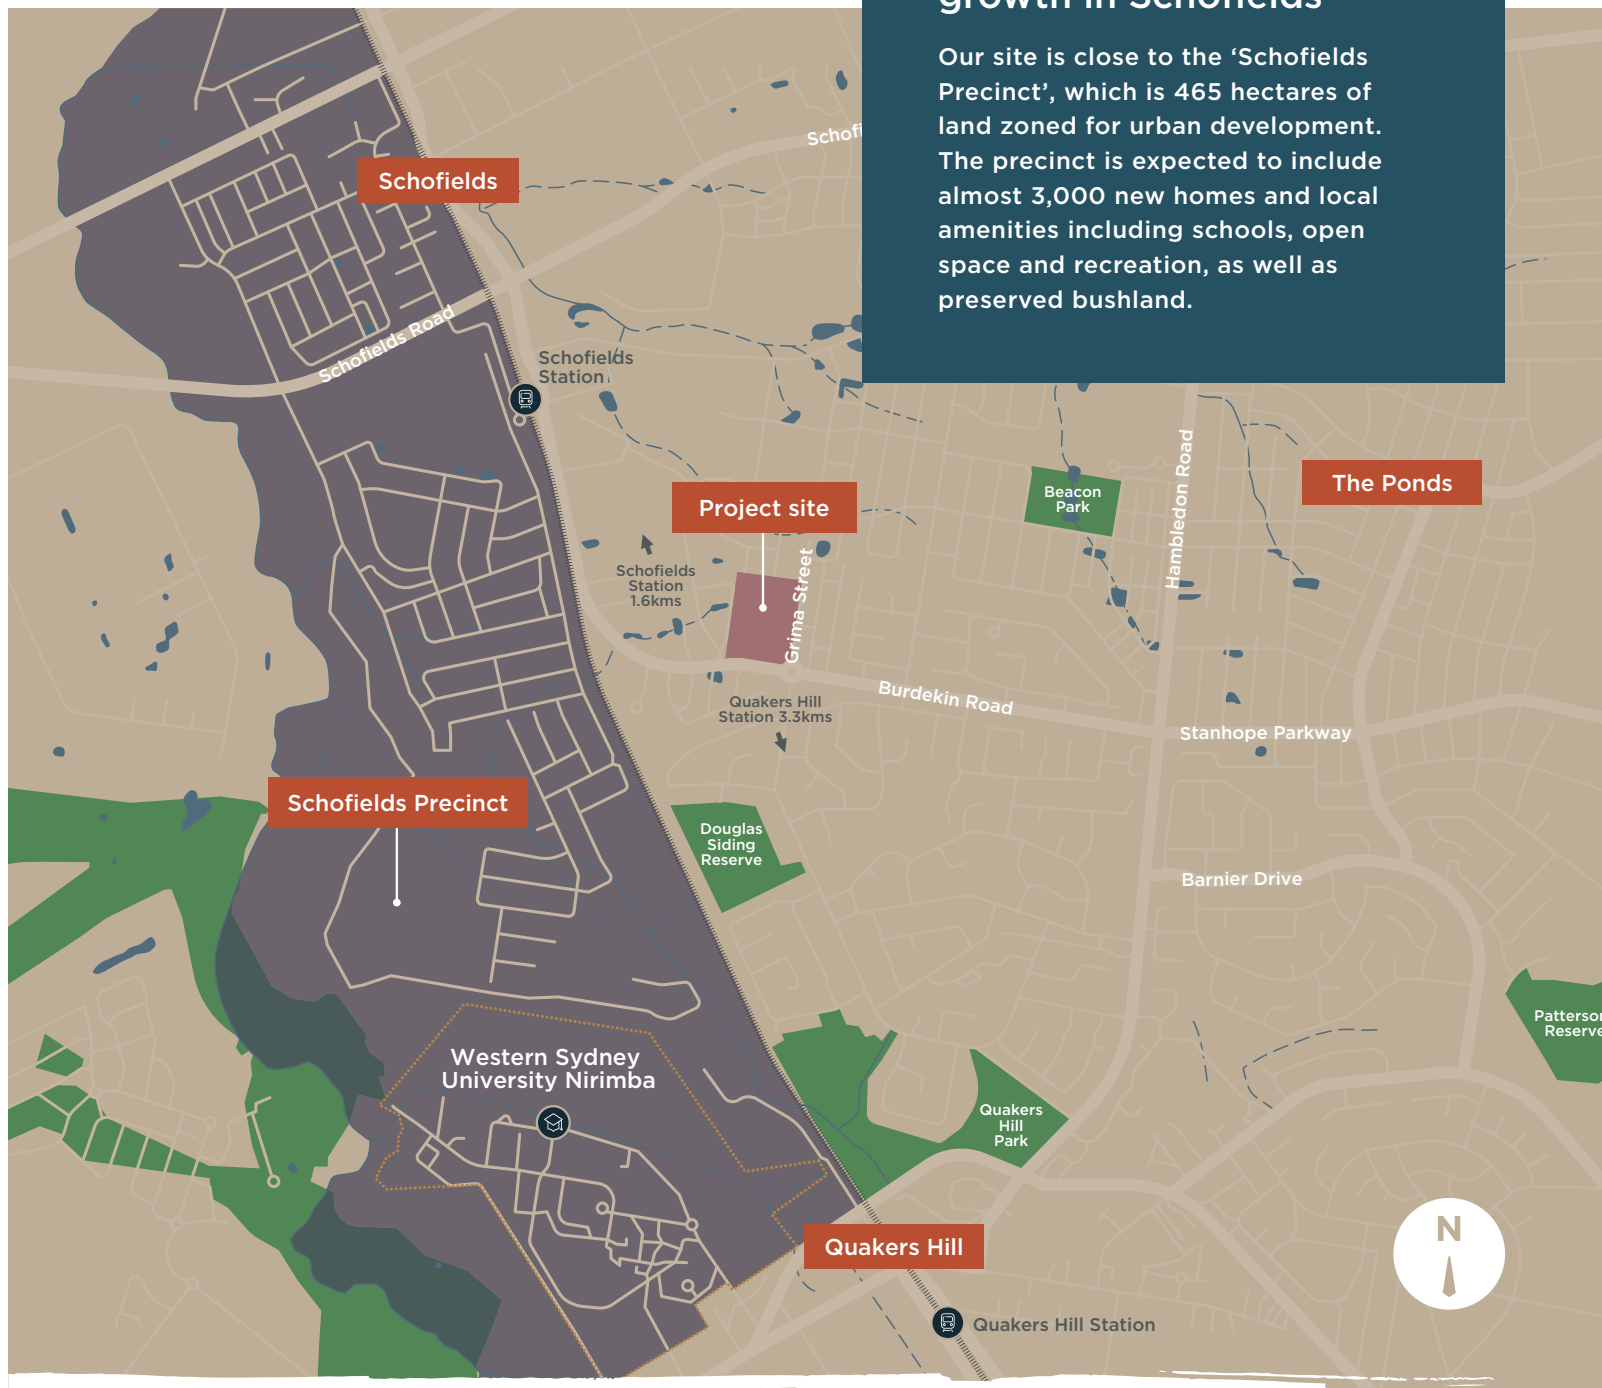 growth in Schofields
Our site is close to the ‘Schofields
Precinct’, which is 465 hectares of
land zoned for urban development.
The precinct is expected to include
almost 3,000 new homes and local
amenities including schools, open
space and recreation, as well as
preserved bushland.
Schofields
Schofields Road
Schofields
Station
Beacon
Park
Hambledon Road
The Ponds
Project site
Schofields
Station
1.6kms
Grima Street
Quakers Hill
Station 3.3kms
Burdekin Road
Stanhope Parkway
Schofields Precinct
Douglas
Siding
Reserve
Barnier Drive
Reserve
Western Sydney
University Nirimba
Quakers
Hill
Park
Quakers Hill
N
Quakers Hill Station